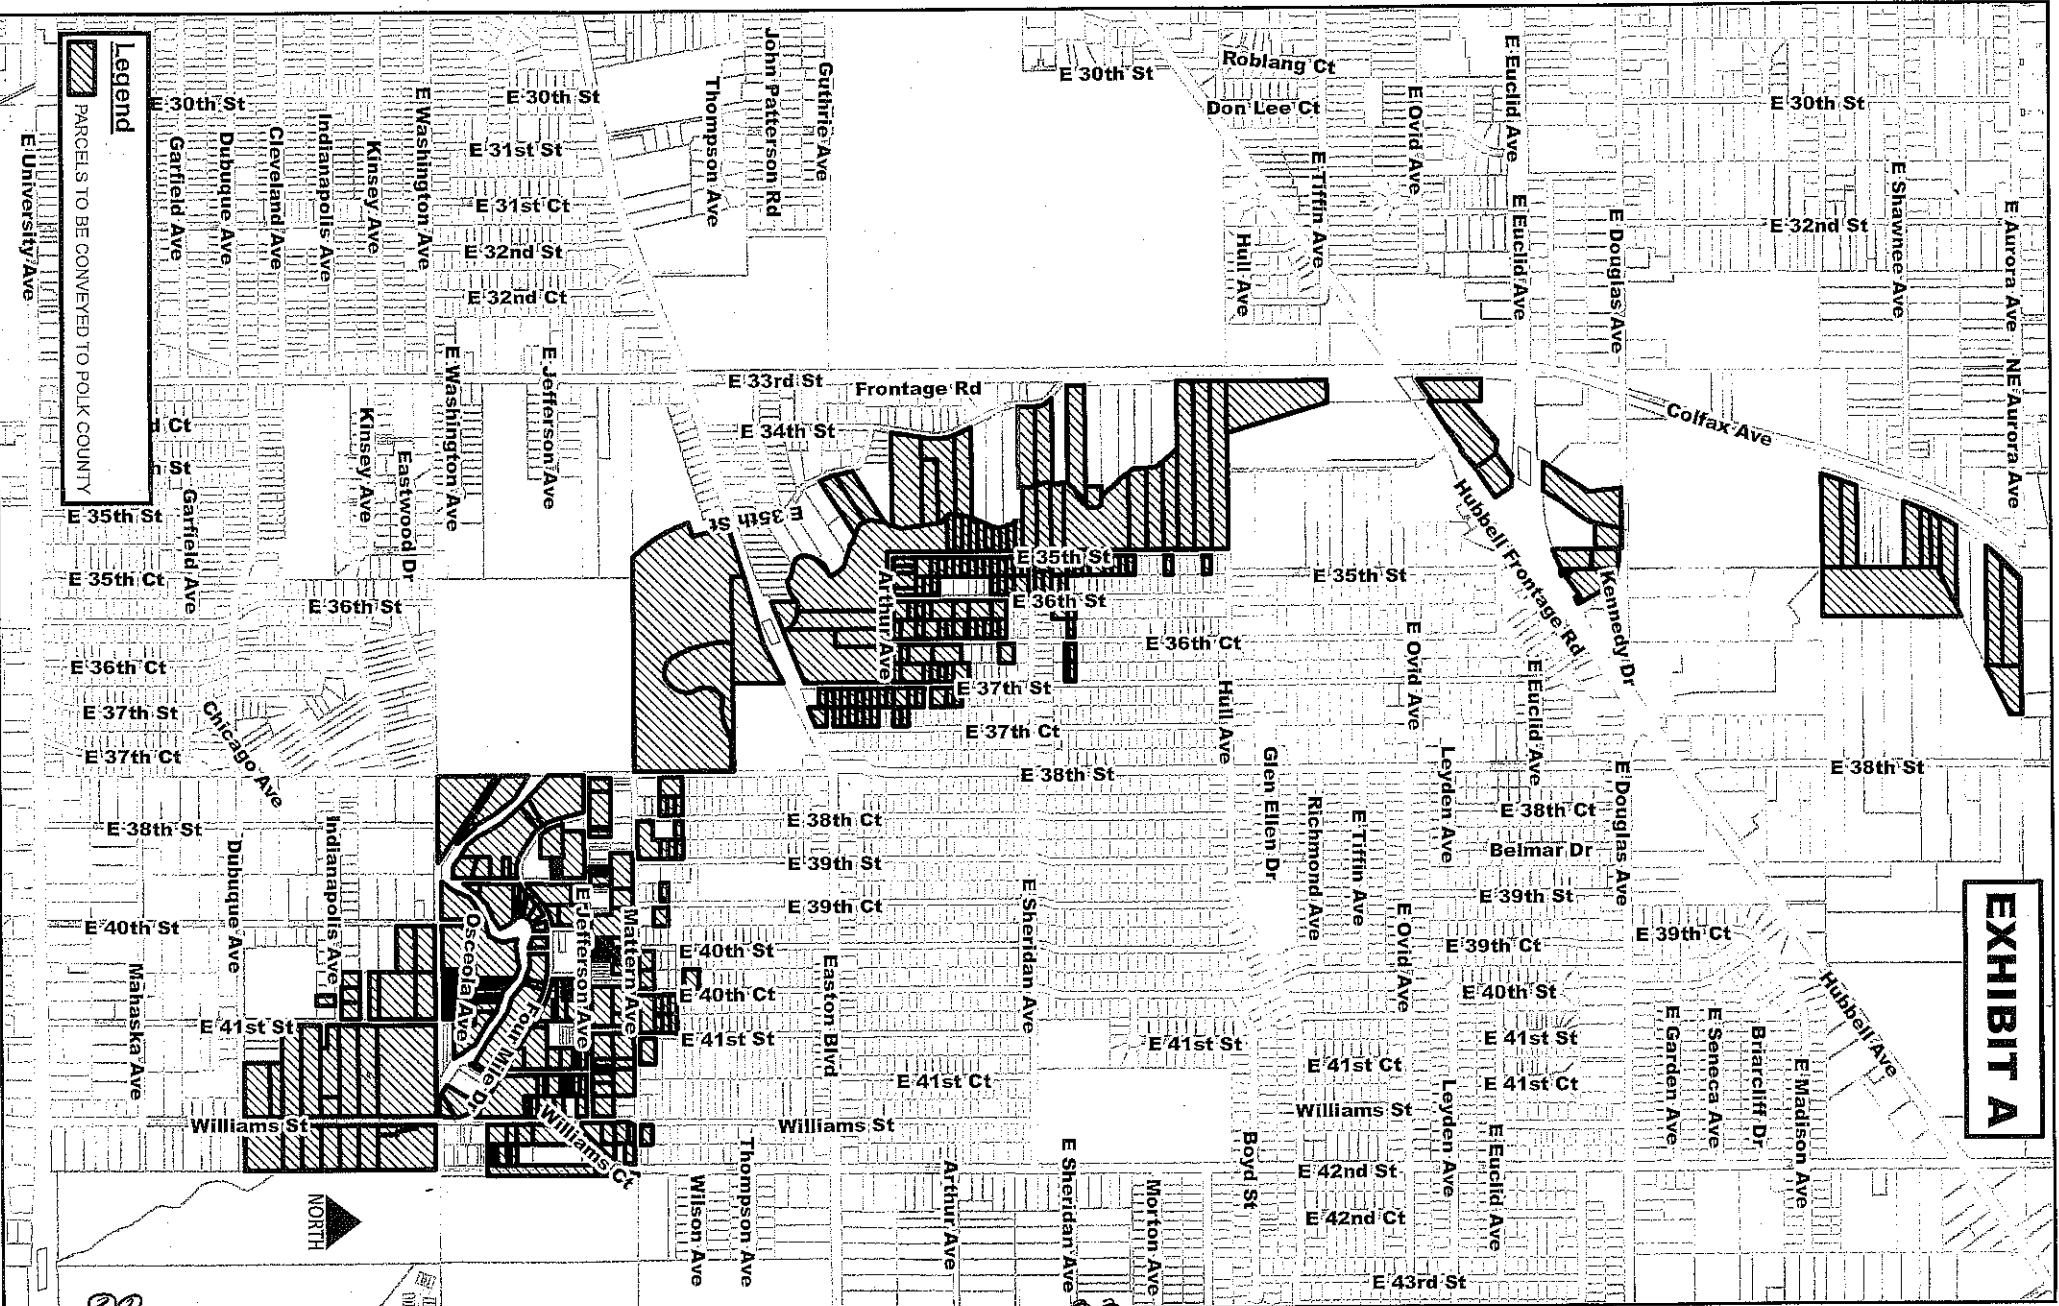 EXHIBIT A
Legend
PARCELS TO BE CONVEYED TO POLK COUNTY
NORTH
E 30th St
E 30th St
E 30th St
E 30th St
Roblang Ct
Don Lee Ct
E 31st St
E 31st Ct
E 32nd St
E 32nd Ct
E 32nd St
E University Ave
Garfield Ave
Dubuque Ave
Cleveland Ave
Indianapolis Ave
Kinsey Ave
E Washington Ave
Thompson Ave
John Patterson Rd
Guthrie Ave
Hull Ave
E Tiffin Ave
E Ovid Ave
E Euclid Ave
E Euclid Ave
E Douglas Ave
E Shawnee Ave
E Aurora Ave
NE Aurora Ave
E 33rd St
Frontage Rd
E 34th St
Colfax Ave
d Ct
h St
Garfield Ave
Kinsey Ave
Eastwood Dr
E Washington Ave
E Jefferson Ave
E 35th St
E 35th St
E 35th St
E 35th St
E 35th Ct
E 36th St
E 36th St
E 36th Ct
E 36th Ct
Arthur Ave
Hubbell Frontage Rd
Kennedy Dr
E 37th St
E 37th St
E 37th Ct
E 37th Ct
Chicago Ave
Hull Ave
E Ovid Ave
E Euclid Ave
E 38th St
E 38th St
E 38th St
E 38th Ct
E 38th Ct
Belmar Dr
Glen Ellen Dr
Richmond Ave
E Tiffin Ave
Leyden Ave
E Douglas Ave
E 39th St
E 39th St
E 39th Ct
E 39th Ct
E 39th Ct
Dubuque Ave
Indianapolis Ave
Mahaska Ave
E 40th St
E 40th St
E 40th Ct
E 40th St
Osceola Ave
Four Mile Dr
E Jefferson Ave
Mattern Ave
Easton Blvd
E Sheridan Ave
E Ovid Ave
Hubbell Ave
E 41st St
E 41st St
E 41st St
E 41st St
E 41st Ct
E 41st Ct
E 41st Ct
E Garden Ave
E Seneca Ave
Briarcliff Dr
E Madison Ave
Williams St
Williams St
Williams St
Williams Ct
Leyden Ave
E Euclid Ave
Wilson Ave
Thompson Ave
Arthur Ave
E Sheridan Ave
Morton Ave
Boyd St
E 42nd St
E 42nd Ct
E 43rd St